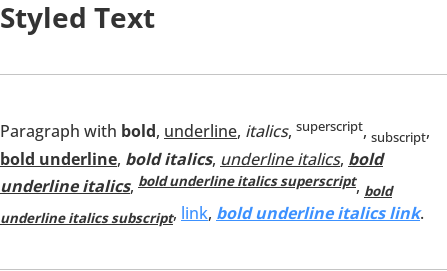 Styled Text
Paragraph with bold, underline, italics, superscript, subscript,
bold underline, bold italics, underline italics, bold
underline italics, bold underline italics superscript, bold
underline italics subscript, link, bold underline italics link.